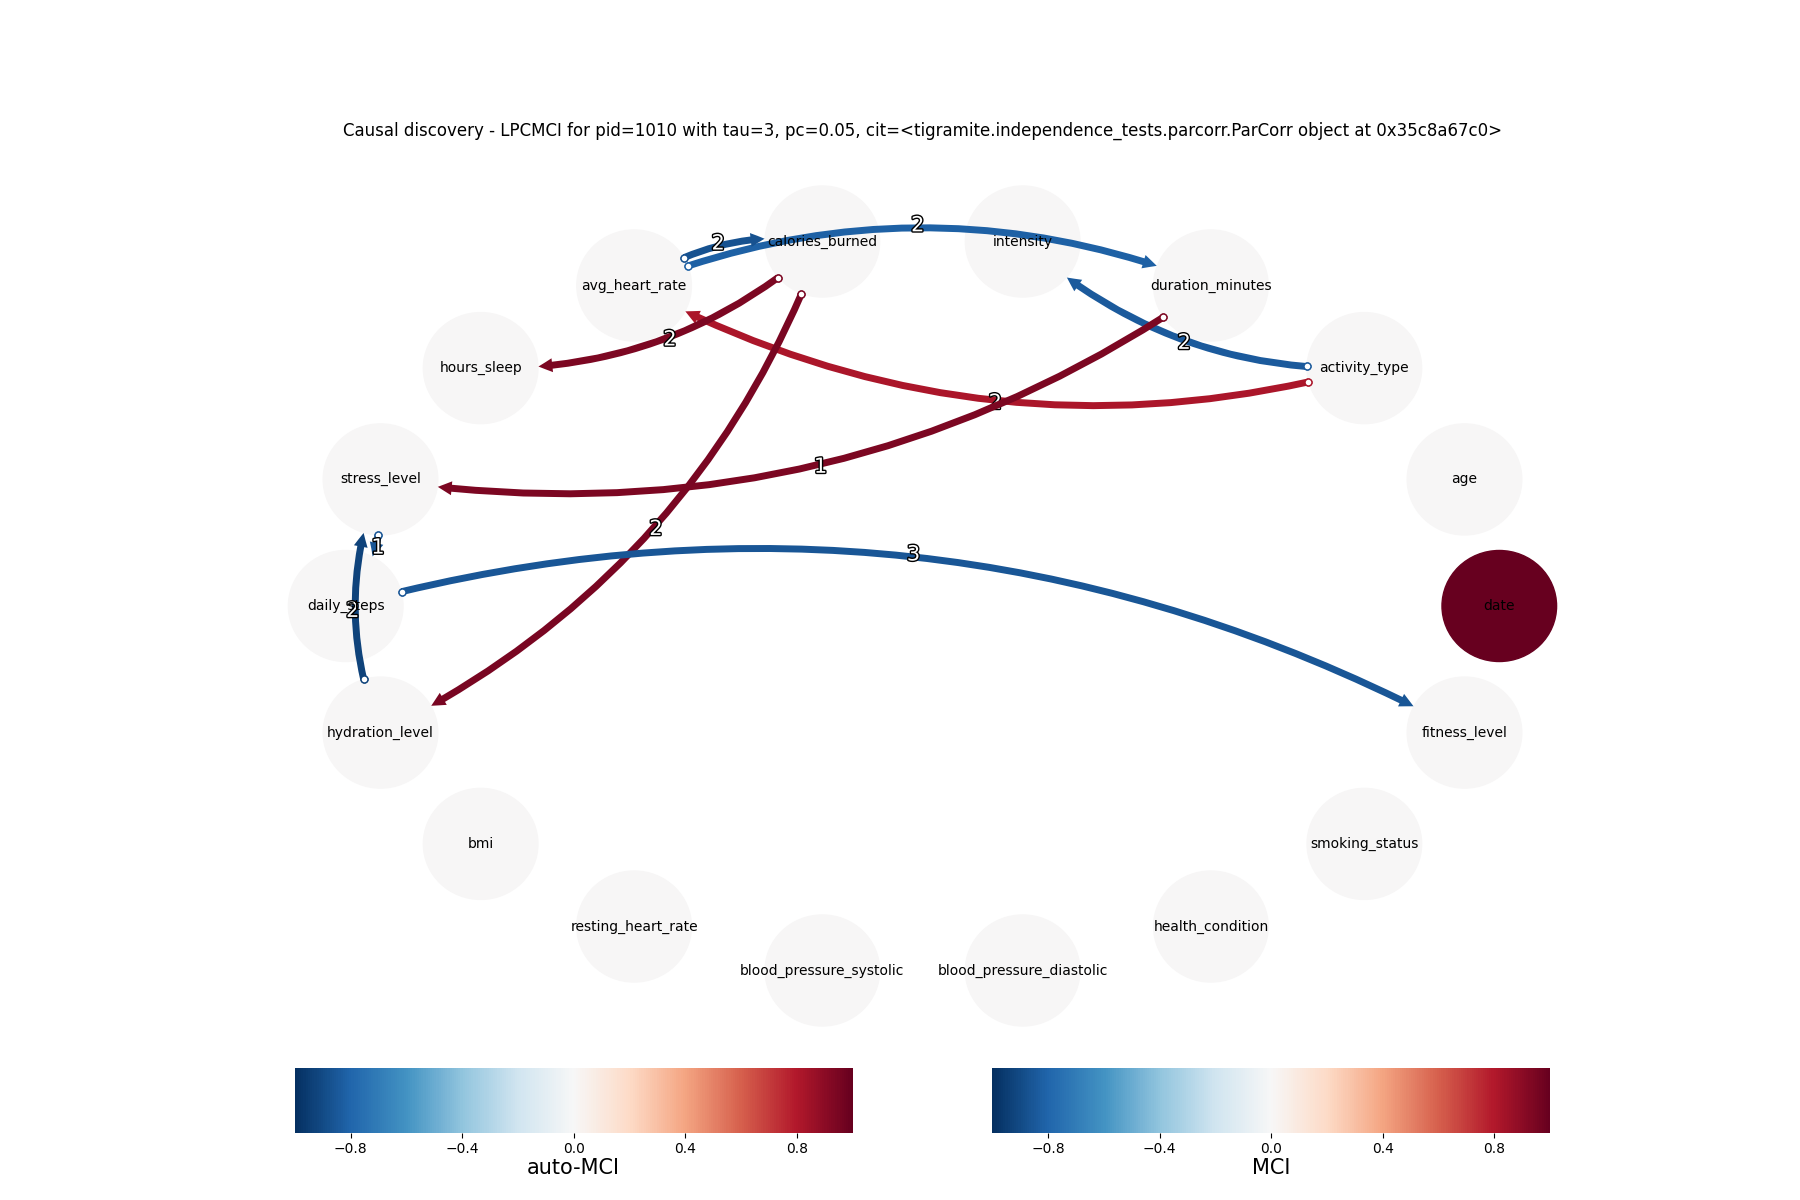 Causal discovery - LPCMCI for pid=1010 with tau=3, pc=0.05, cit=<tigramite.independence_tests.parcorr.ParCorr object at 0x35c8a67c0>
2
2
calories_burned
intensity
avg_heart_rate
duration_minutes
2
2
hours_sleep
activity_type
2
1
stress_level
age
2
1
3
daily_steps
2
date
hydration_level
fitness_level
bmi
smoking_status
resting_heart_rate
health_condition
blood_pressure_systolic
blood_pressure_diastolic
−0.8 −0.4 0.0 0.4 0.8
−0.8 −0.4 0.0 0.4 0.8
auto-MCI
MCI